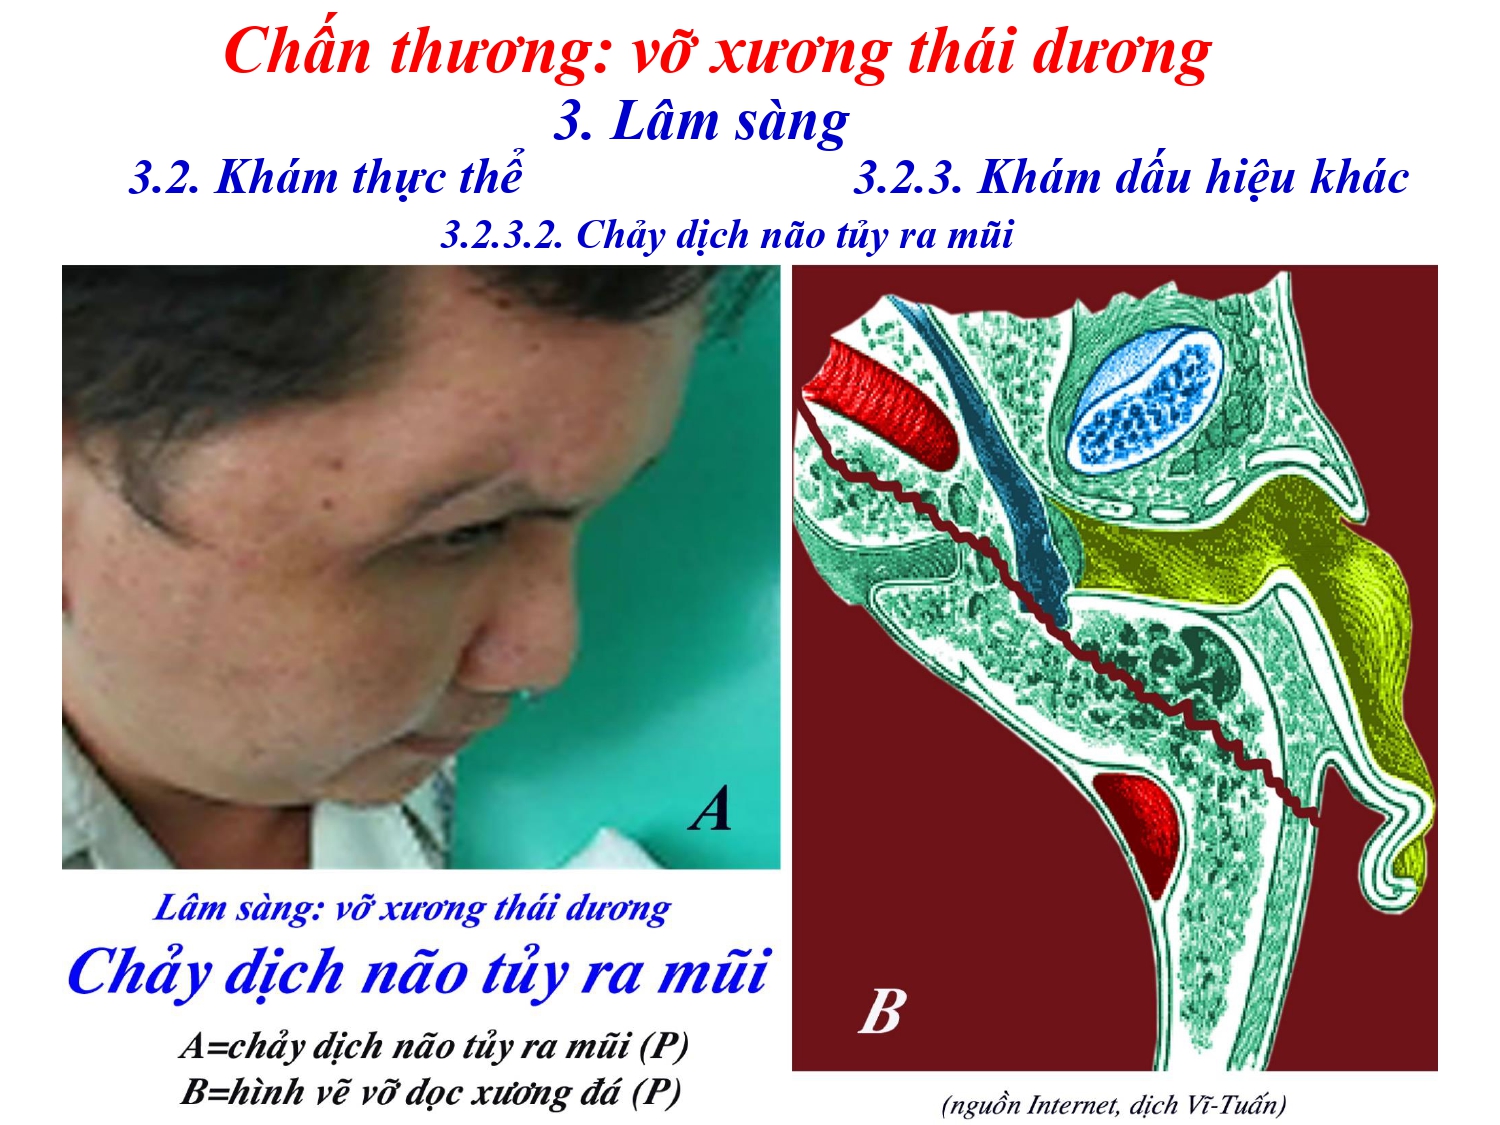 Chấn thương: vỡ xương thái dương
3. Lâm sàng
3.2. Khám thực thể
3.2.3. Khám dấu hiệu khác
3.2.3.2. Chảy dịch não tủy ra mũi
A
B
Lâm sàng: vỡ xương thái dương
Chảy dịch não tủy ra mũi
A=chảy dịch não tủy ra mũi (P)
B=hình vẽ vỡ dọc xương đá (P)
(nguồn Internet, dịch Vĩ-Tuấn)